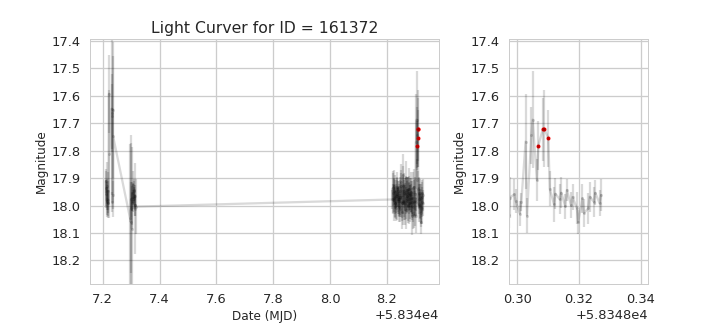 Light Curver for ID = 161372
Magnitude
17.4
17.5
17.6
17.7
17.8
17.9
18.0
18.1
18.2
7.2 7.4 7.6 7.8 8.0 8.2
Date (MJD)
+5.834e4
Magnitude
17.4
17.5
17.6
17.7
17.8
17.9
18.0
18.1
18.2
0.30 0.32 0.34
+5.8348e4